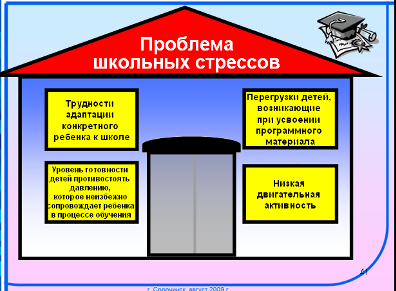 Проблема
школьных стрессов
Трудности
адаптации
конкретного
ребенка к школе
Перегрузки детей,
возникающие
при усвоении
программного
материала
Уровень готовности
детей противостоять
давлению,
которое неизбежно
сопровождает ребенка
в процессе обучения
Низкая
двигательная
активность
41
г. Сорочинск, август 2009 г.